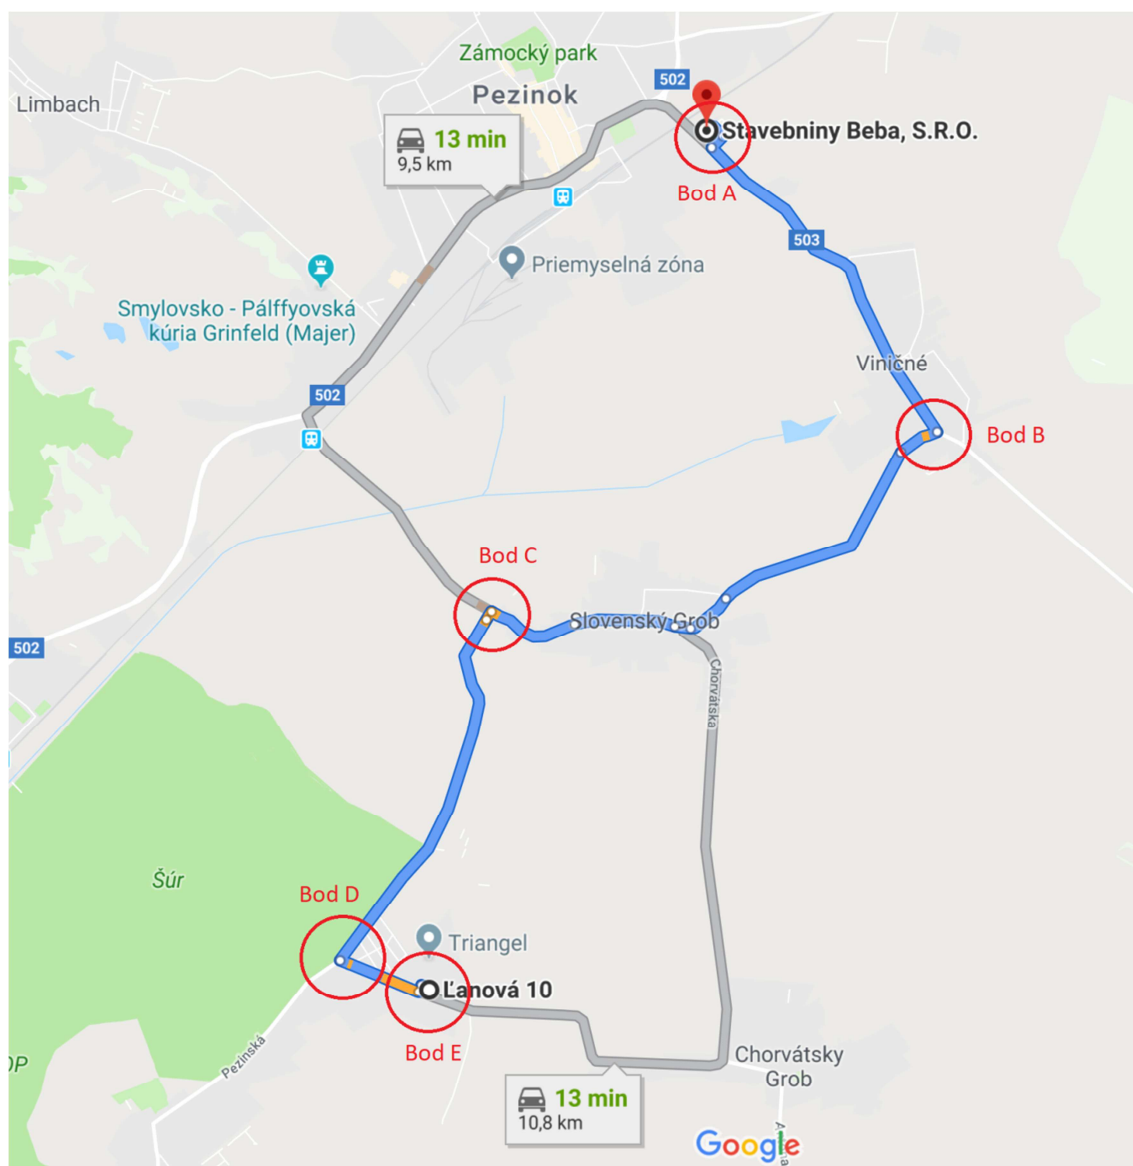 Zámocký park
502
Pezinok
Limbach
Stavebniny Beba, S.R.O.
13 min
9,5 km
Bod A
503
Priemyselná zóna
Smylovsko - Pálffyovská
kúria Grinfeld (Majer)
Viničné
502
Bod B
Bod C
Slovenský Grob
502
Chorvátska
Šúr
Bod D
Triangel
Ľanová 10
Bod E
Pezinská
Chorvátsky
Grob
13 min
10,8 km
Google